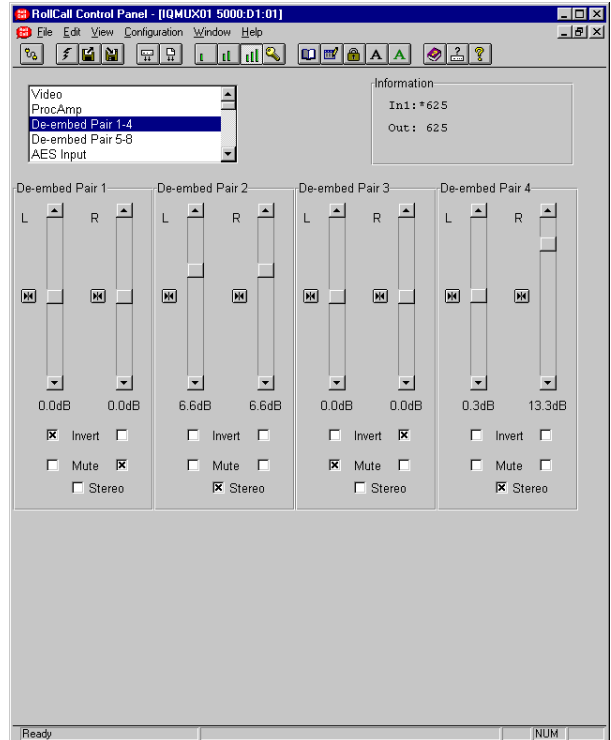 RollCall Control Panel - [IQMUX01 5000:D1:01]
File Edit View Configuration Window Help
A A
Video
ProcAmp
De-embed Pair 1-4
De-embed Pair 5-8
AES Input
Information
In1:*625
Out: 625
De-embed Pair 1 De-embed Pair 2 De-embed Pair 3 De-embed Pair 4
L R L R L R L R
0.0dB 0.0dB 6.6dB 6.6dB 0.0dB 0.0dB 0.3dB 13.3dB
Invert Invert Invert Invert
Mute Mute Mute Mute
Stereo Stereo Stereo Stereo
Ready NUM